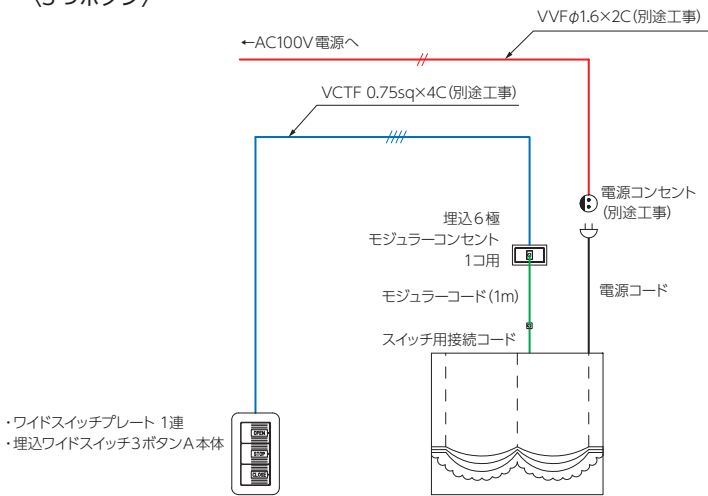 〈3つボタン〉
VVFφ1.6×2C(別途工事)
←AC100V電源へ
VCTF 0.75sq×4C(別途工事)
電源コンセント
(別途工事)
埋込6極
モジュラーコンセント
1コ用
モジュラーコード(1m)
電源コード
スイッチ用接続コード
・ワイドスイッチプレート 1連
・埋込ワイドスイッチ3ボタンA本体
OPEN
STOP
CLOSE